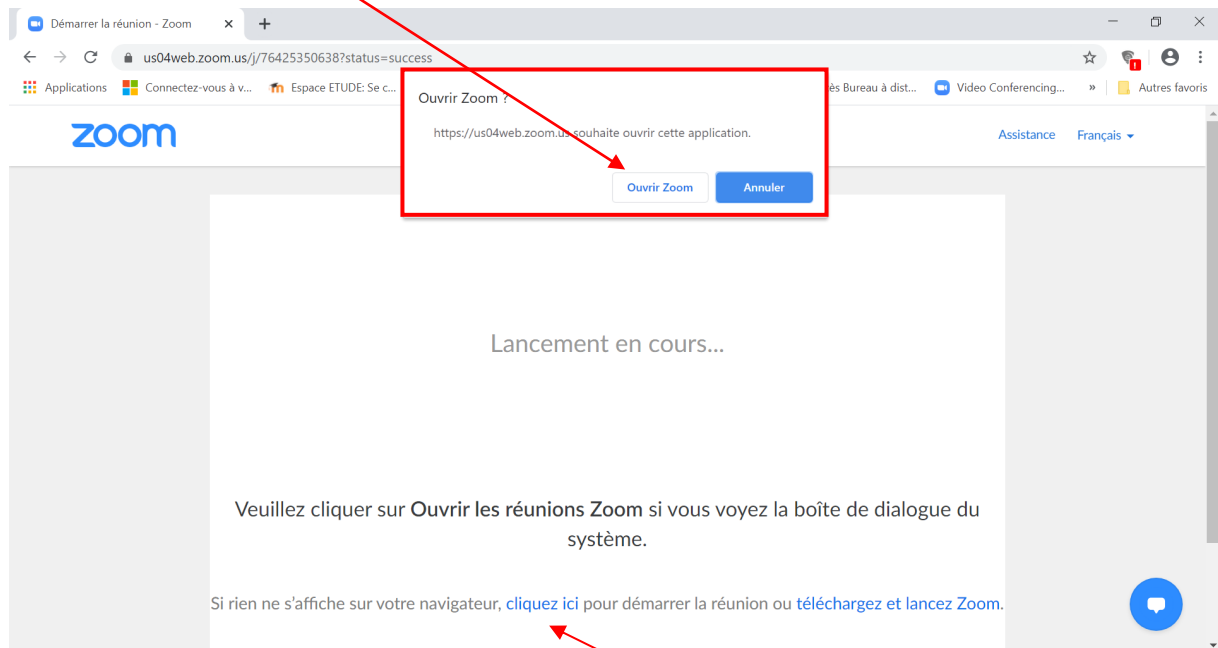 Démarrer la réunion - Zoom
us04web.zoom.us/j/76425350638?status=success
Applications Connectez-vous à v... Espace ETUDE: Se c... ès Bureau à dist... Video Conferencing... » Autres favoris
Ouvrir Zoom ?
https://us04web.zoom.us souhaite ouvrir cette application.
Ouvrir Zoom Annuler
zoom Assistance Français
Lancement en cours...
Veuillez cliquer sur Ouvrir les réunions Zoom si vous voyez la boîte de dialogue du
système.
Si rien ne s’affiche sur votre navigateur, cliquez ici pour démarrer la réunion ou téléchargez et lancez Zoom.